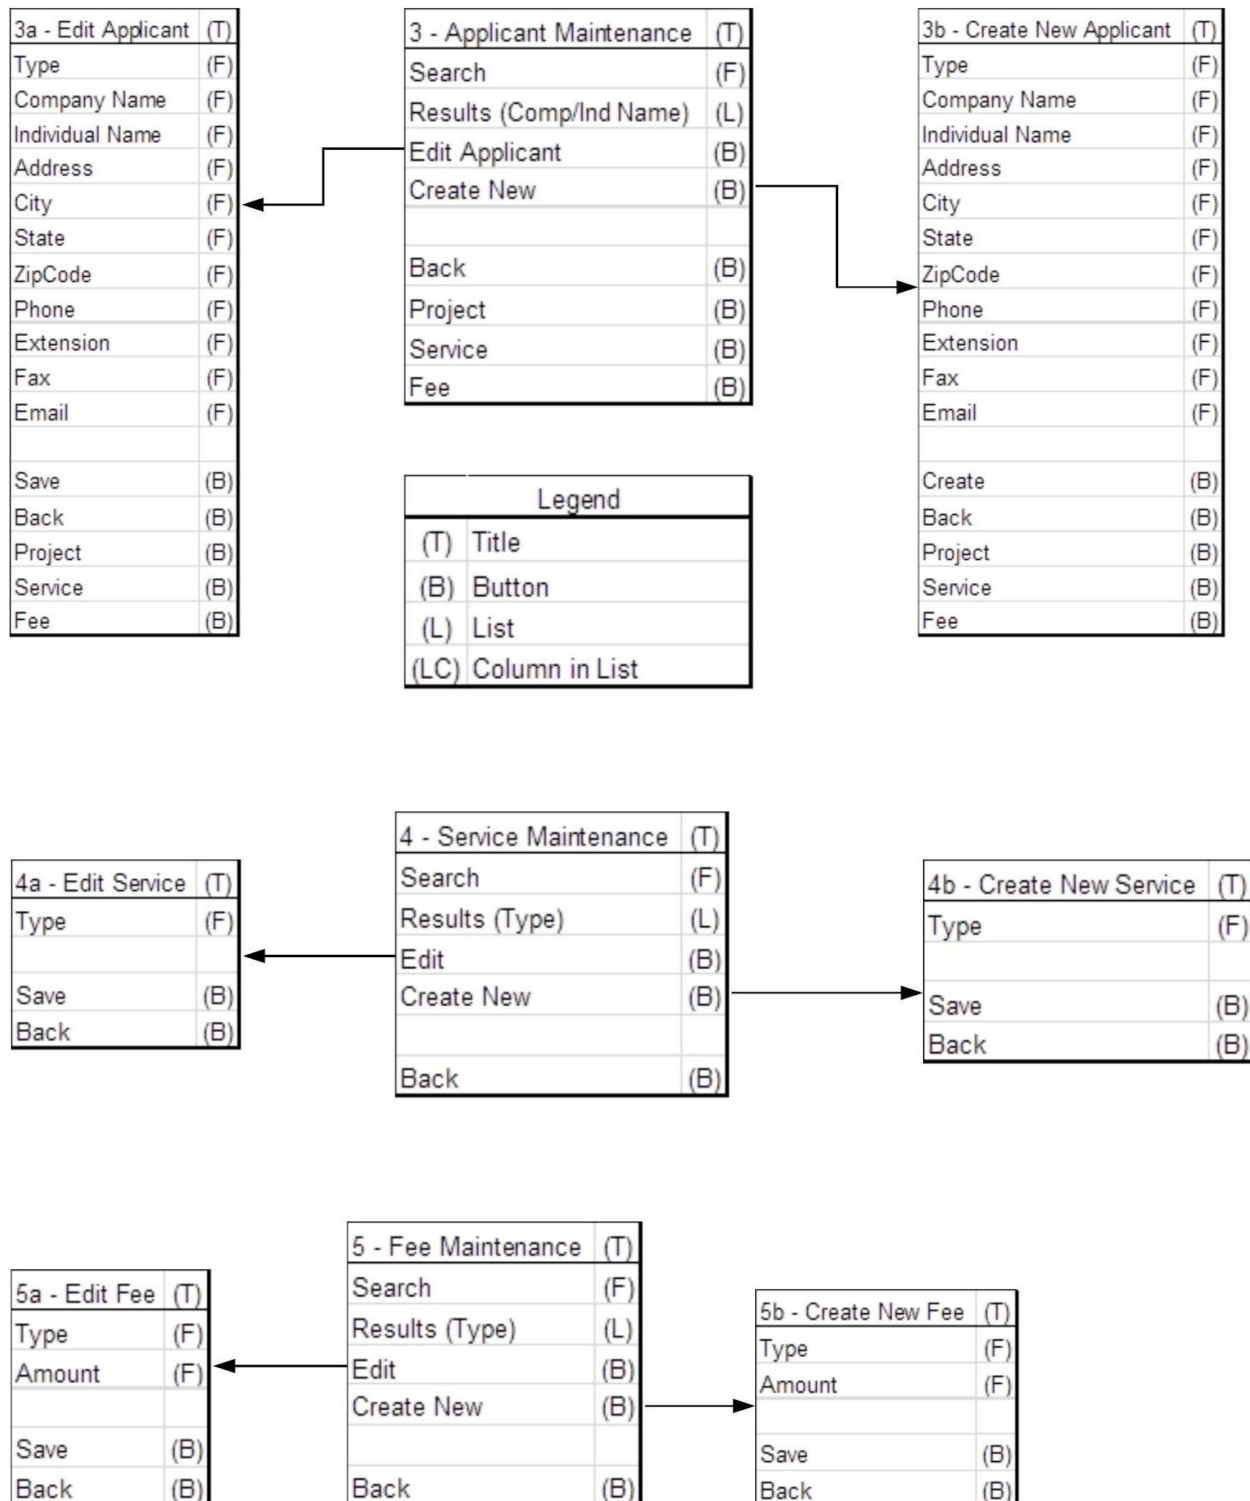 3a - Edit Applicant (T)
Type (F)
Company Name (F)
Individual Name (F)
Address (F)
City (F)
State (F)
ZipCode (F)
Phone (F)
Extension (F)
Fax (F)
Email (F)
Save (B)
Back (B)
Project (B)
Service (B)
Fee (B)
3 - Applicant Maintenance (T)
Search (F)
Results (Comp/Ind Name) (L)
Edit Applicant (B)
Create New (B)
Back (B)
Project (B)
Service (B)
Fee (B)
3b - Create New Applicant (T)
Type (F)
Company Name (F)
Individual Name (F)
Address (F)
City (F)
State (F)
ZipCode (F)
Phone (F)
Extension (F)
Fax (F)
Email (F)
Create (B)
Back (B)
Project (B)
Service (B)
Fee (B)
Legend
(T) Title
(B) Button
(L) List
(LC) Column in List
4a - Edit Service (T)
Type (F)
Save (B)
Back (B)
4 - Service Maintenance (T)
Search (F)
Results (Type) (L)
Edit (B)
Create New (B)
Back (B)
4b - Create New Service (T)
Type (F)
Save (B)
Back (B)
5a - Edit Fee (T)
Type (F)
Amount (F)
Save (B)
Back (B)
5 - Fee Maintenance (T)
Search (F)
Results (Type) (L)
Edit (B)
Create New (B)
Back (B)
5b - Create New Fee (T)
Type (F)
Amount (F)
Save (B)
Back (B)